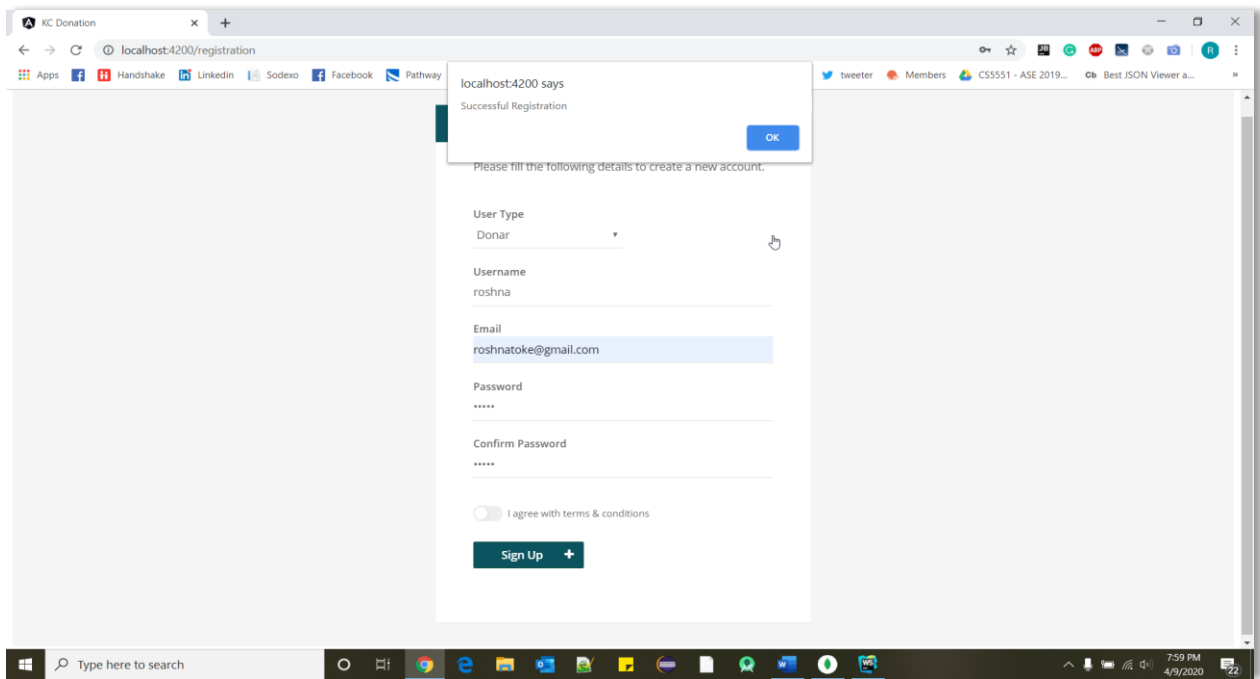 KC Donation
localhost:4200/registration
Apps Handshake Linkedin Sodexo Facebook Pathway tweeter Members CS5551 - ASE 2019... Best JSON Viewer a... »
localhost:4200 says
Successful Registration
OK
Please fill the following details to create a new account.
User Type
Donar
Username
roshna
Email
roshnatoke@gmail.com
Password
•••••
Confirm Password
•••••
I agree with terms & conditions
Sign Up +
Type here to search
7:59 PM
4/9/2020
22